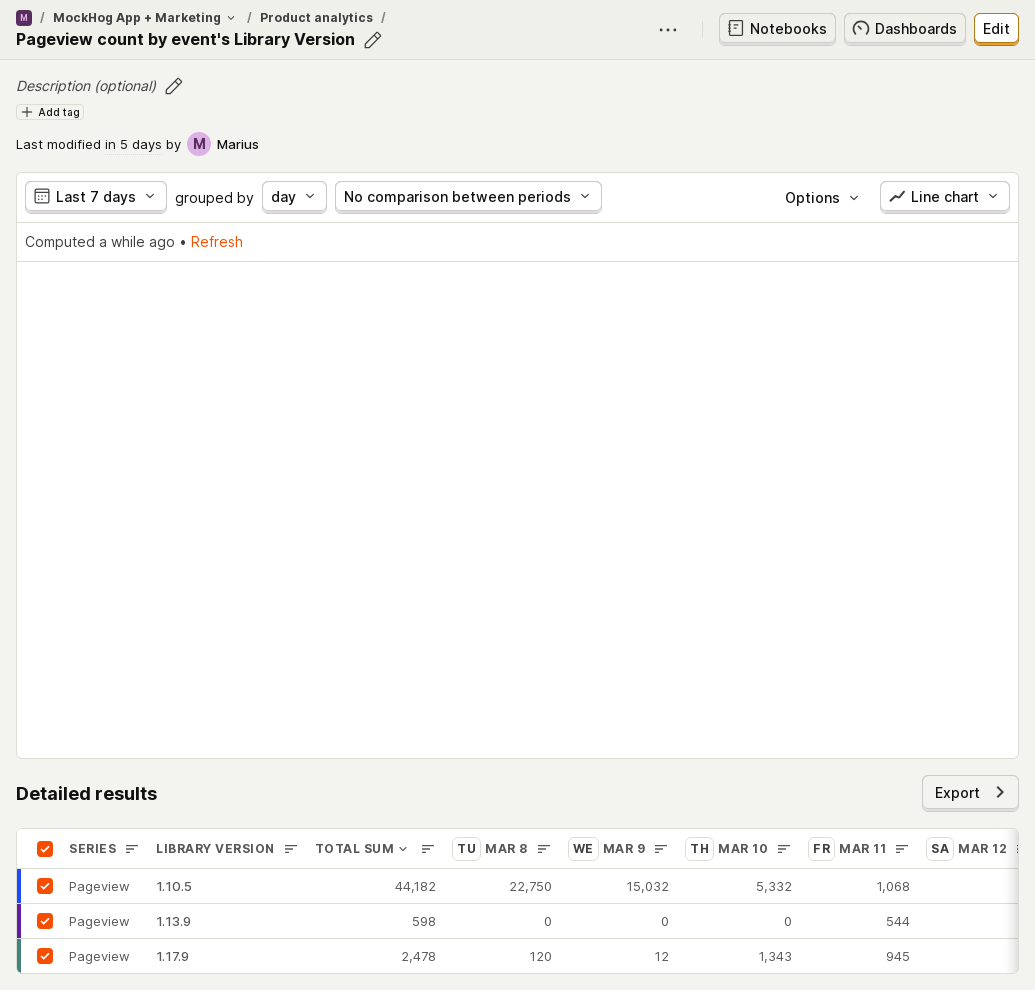 M / MockHog App + Marketing / Product analytics /
Pageview count by event's Library Version
Notebooks
Dashboards
Edit
Description (optional)
Add tag
Last modified in 5 days by M Marius
Last 7 days grouped by day No comparison between periods Options Line chart
Computed a while ago • Refresh
Detailed results
Export
SERIES LIBRARY VERSION TOTAL SUM TU MAR 8 WE MAR 9 TH MAR 10 FR MAR 11 SA MAR 12
Pageview 1.10.5 44,182 22,750 15,032 5,332 1,068
Pageview 1.13.9 598 0 0 0 544
Pageview 1.17.9 2,478 120 12 1,343 945